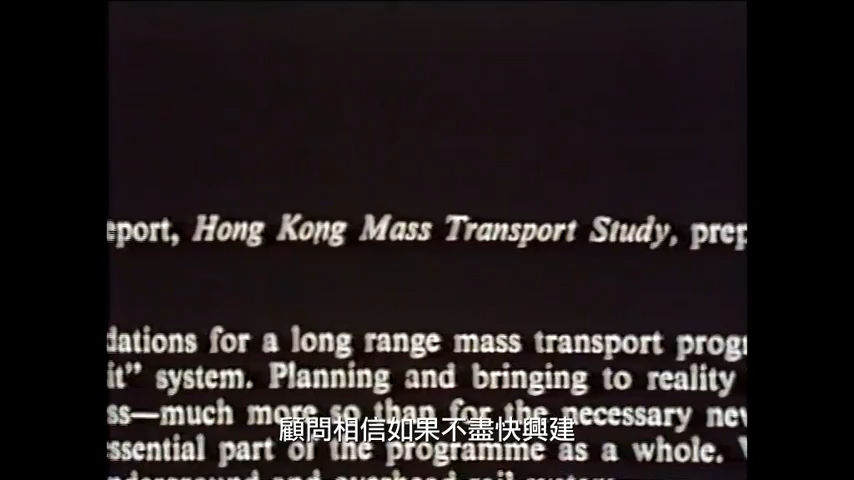 eport, Hong Kong Mass Transport Study, prep
dations for a long range mass transport prog
it” system. Planning and bringing to reality
ss—much more so than for the necessary new
顧問相信如果不盡快興建
ssential part of the programme as a whole.